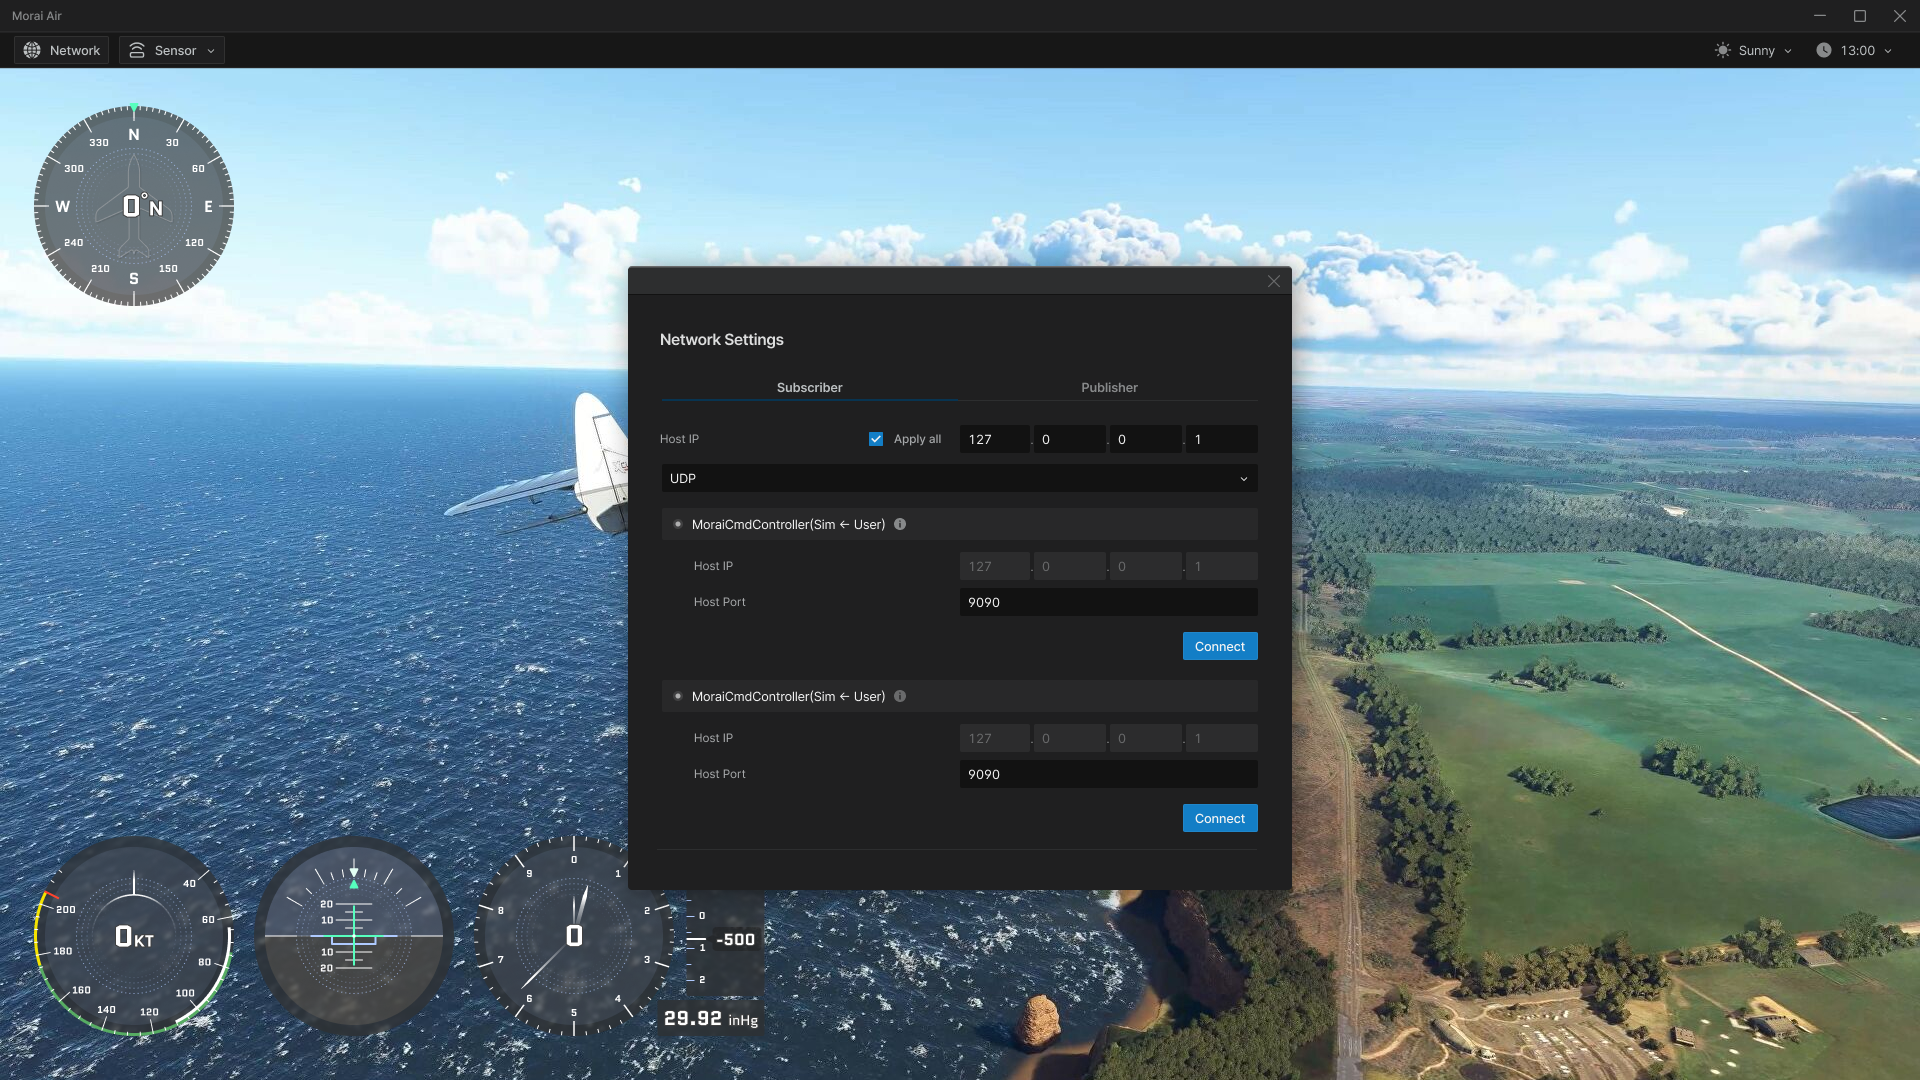 Morai Air
Network
Sensor
Sunny
13:00
N
30
60
E
120
150
S
210
240
W
300
330
0°N
Network Settings
Subscriber
Publisher
Host IP
Apply all
127 . 0 . 0 . 1
UDP
MoraiCmdController(Sim ← User)
Host IP
127 . 0 . 0 . 1
Host Port
9090
Connect
MoraiCmdController(Sim ← User)
Host IP
127 . 0 . 0 . 1
Host Port
9090
Connect
40
60
80
100
120
140
160
180
200
0 KT
20
10
10
20
0
1
2
3
4
5
6
7
8
9
0
0
1
2
-500
29.92 inHg